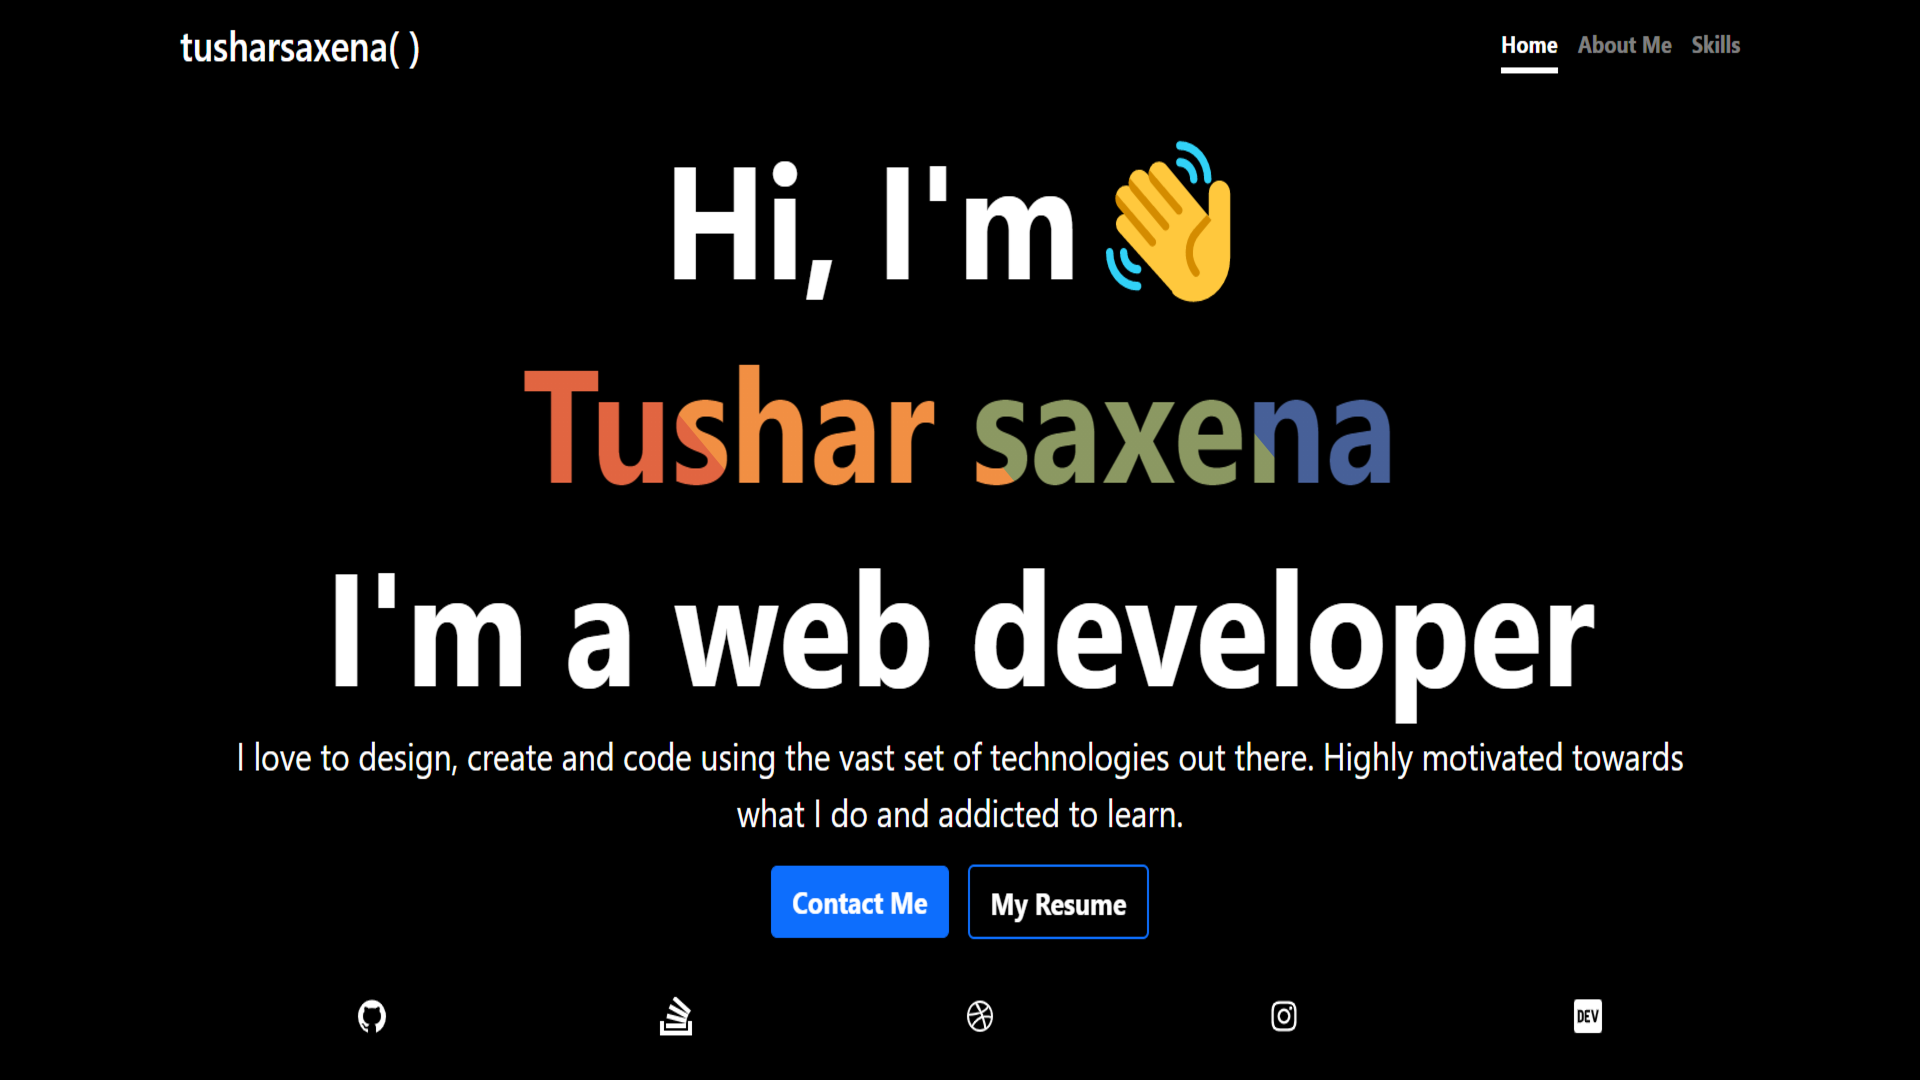 tusharsaxena( )
Home About Me Skills
Hi, I'm 👋
Tushar saxena
I'm a web developer
I love to design, create and code using the vast set of technologies out there. Highly motivated towards
what I do and addicted to learn.
Contact Me My Resume
DEV